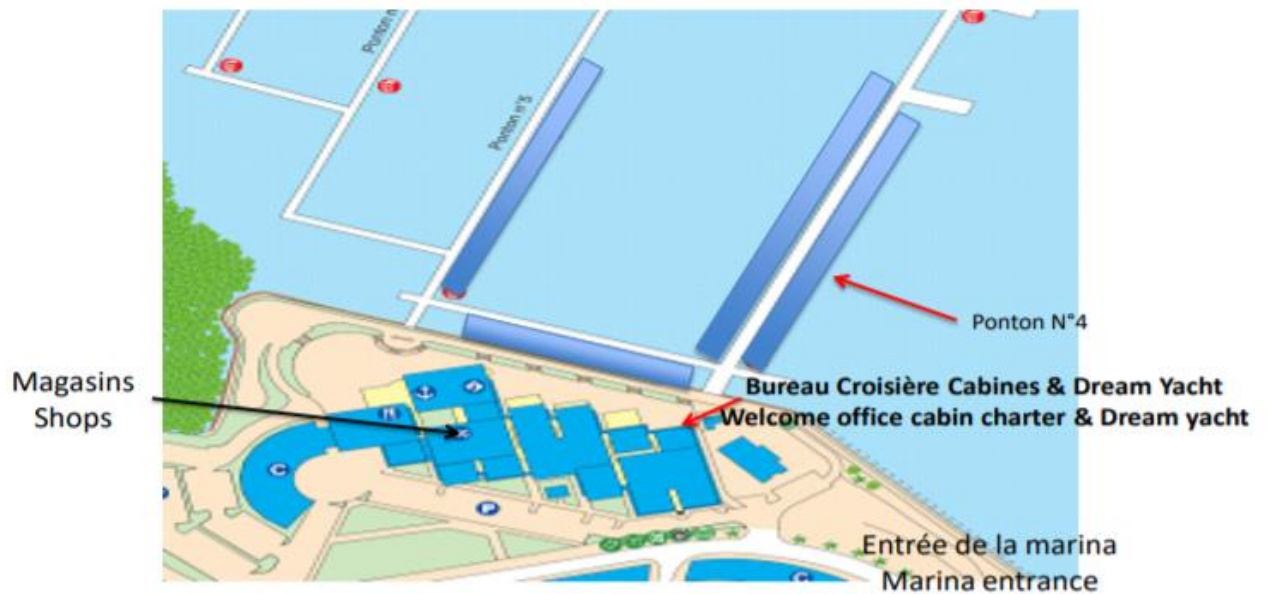 Ponton n
Ponton n°5
Ponton N°4
Magasins
Shops
Bureau Croisière Cabines & Dream Yacht
Welcome office cabin charter & Dream yacht
C
P
Entrée de la marina
Marina entrance
C